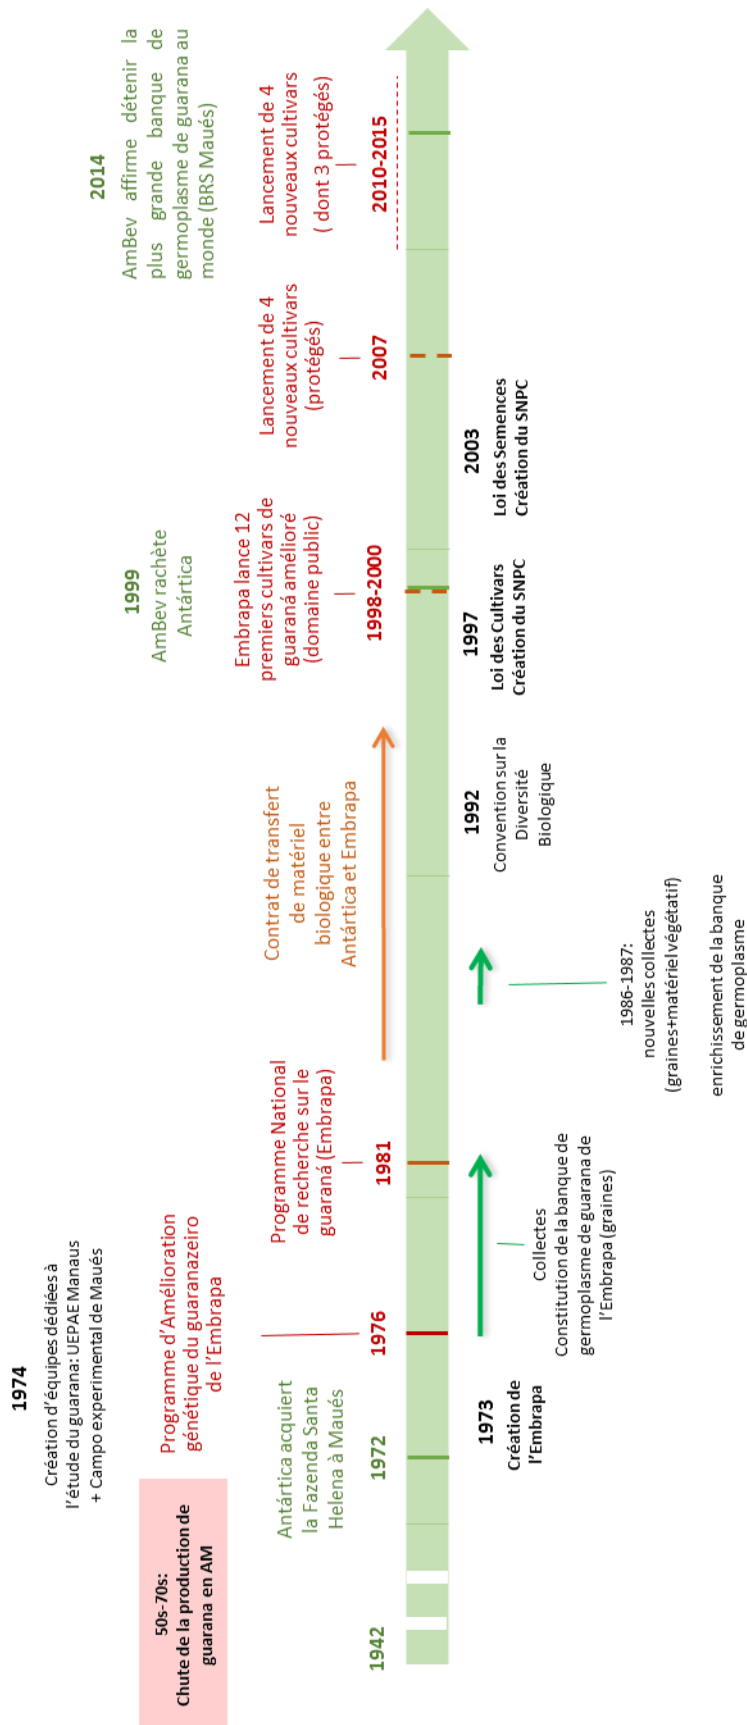 1974
Création d'équipes dédiées à
l'étude du guarana: UEPAE Manaus
+ Campo experimental de Maués
50s-70s:
Chute de la production de
guarana en AM
Programme d'Amélioration
génétique du guaranazeiro
de l'Embrapa
1999
AmBev rachète
Antártica
2014
AmBev affirme détenir la
plus grande banque de
germoplasme de guarana au
monde (BRS Maués)
Antártica acquiert
la Fazenda Santa
Helena à Maués
Programme National
de recherche sur le
guaraná (Embrapa)
Contrat de transfert
de matériel
biologique entre
Antártica et Embrapa
Embrapa lance 12
premiers cultivars de
guaraná amélioré
(domaine public)
Lancement de 4
nouveaux cultivars
(protégés)
Lancement de 4
nouveaux cultivars
( dont 3 protégés)
1942
1972
1976
1981
1998-2000
2007
2010-2015
1973
Création de
l'Embrapa
Collectes
Constitution de la banque de
germoplasme de guarana de
l'Embrapa (graines)
1986-1987:
nouvelles collectes
(graines+matériel végétatif)
enrichissement de la banque
de germoplasme
1992
Convention sur la
Diversité
Biologique
1997
Loi des Cultivars
Création du SNPC
2003
Loi des Semences
Création du SNPC